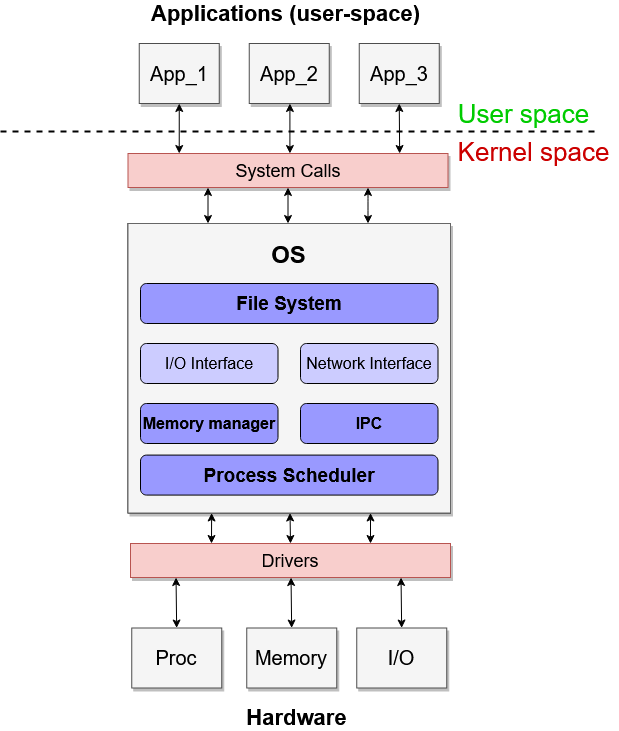 Applications (user-space)
App_1
App_2
App_3
User space
Kernel space
System Calls
OS
File System
I/O Interface
Network Interface
Memory manager
IPC
Process Scheduler
Drivers
Proc
Memory
I/O
Hardware